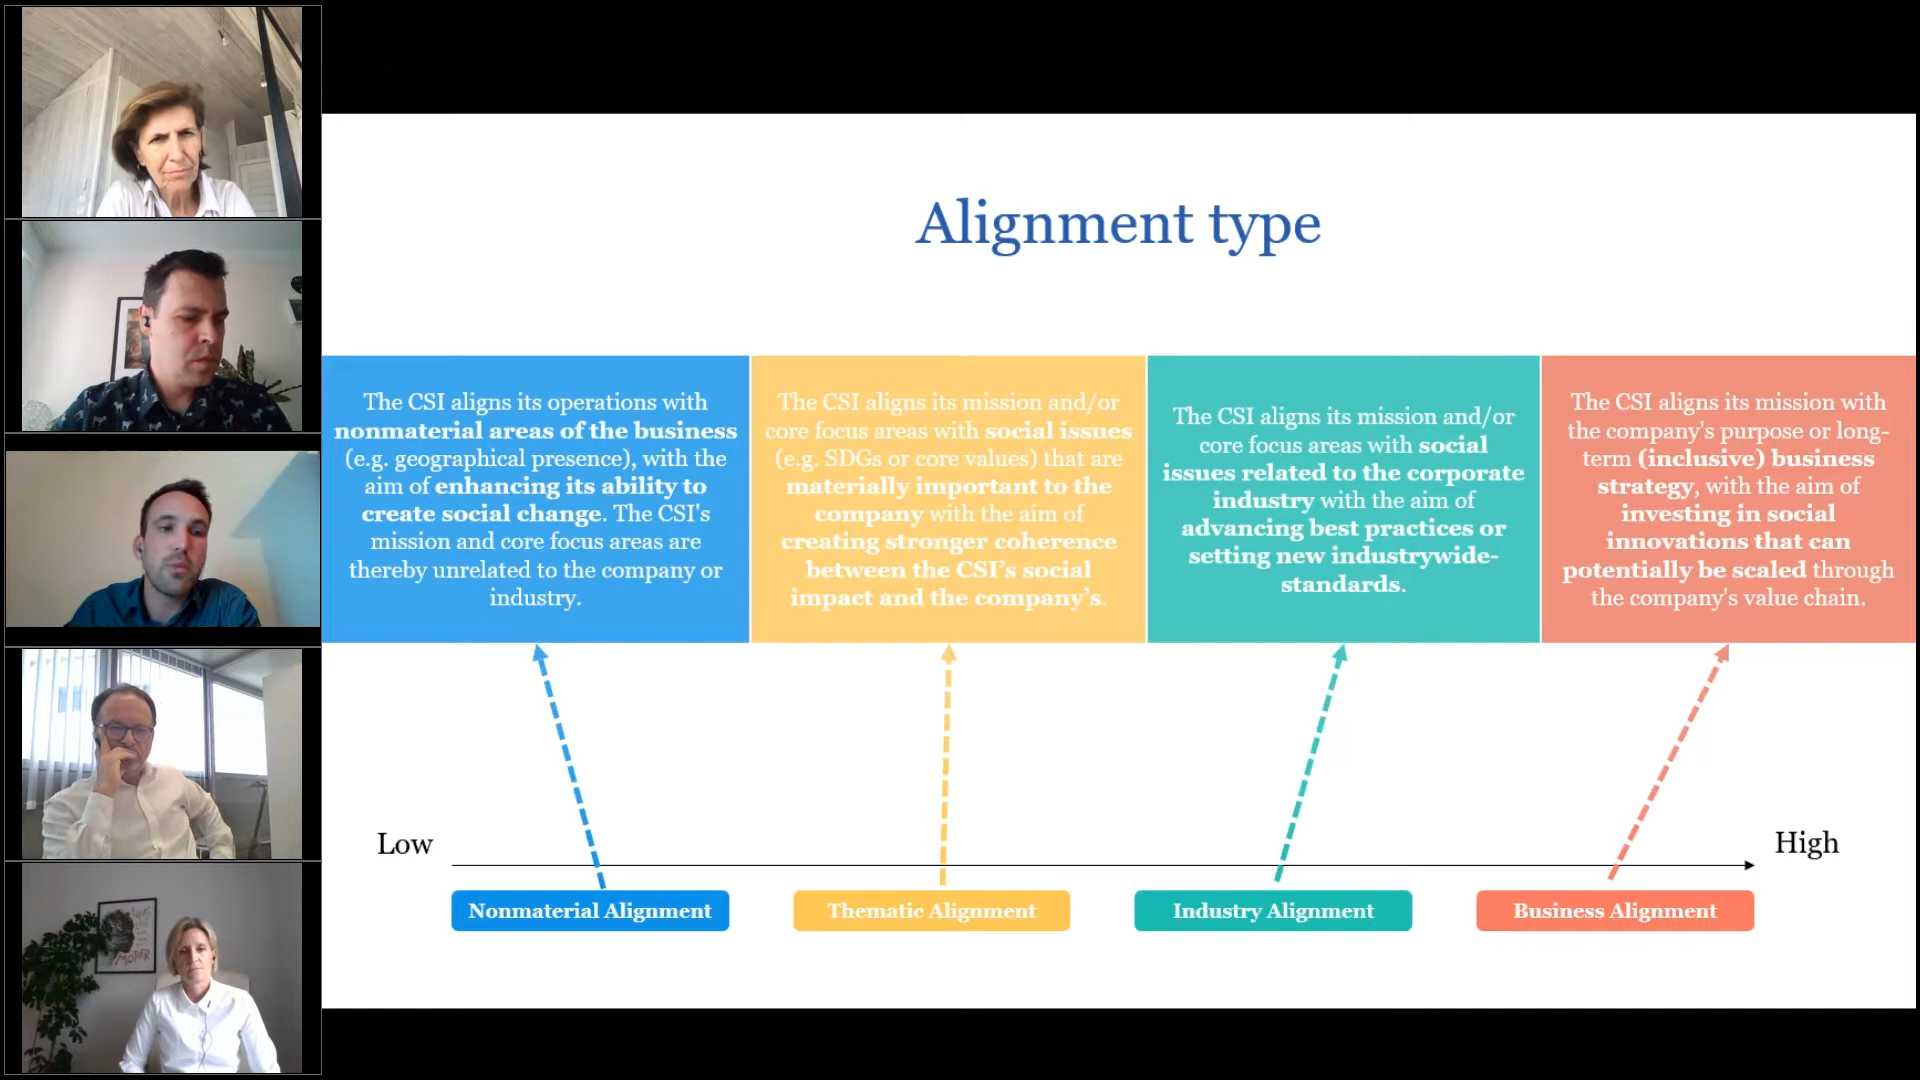 Alignment type
The CSI aligns its operations with
nonmaterial areas of the business
(e.g. geographical presence), with the
aim of enhancing its ability to
create social change. The CSI's
mission and core focus areas are
thereby unrelated to the company or
industry.
The CSI aligns its mission and/or
core focus areas with social issues
(e.g. SDGs or core values) that are
materially important to the
company with the aim of
creating stronger coherence
between the CSI's social
impact and the company's.
The CSI aligns its mission and/or
core focus areas with social
issues related to the corporate
industry with the aim of
advancing best practices or
setting new industrywide-
standards.
The CSI aligns its mission with
the company's purpose or long-
term (inclusive) business
strategy, with the aim of
investing in social
innovations that can
potentially be scaled through
the company's value chain.
Low
High
Nonmaterial Alignment
Thematic Alignment
Industry Alignment
Business Alignment
MOTHER